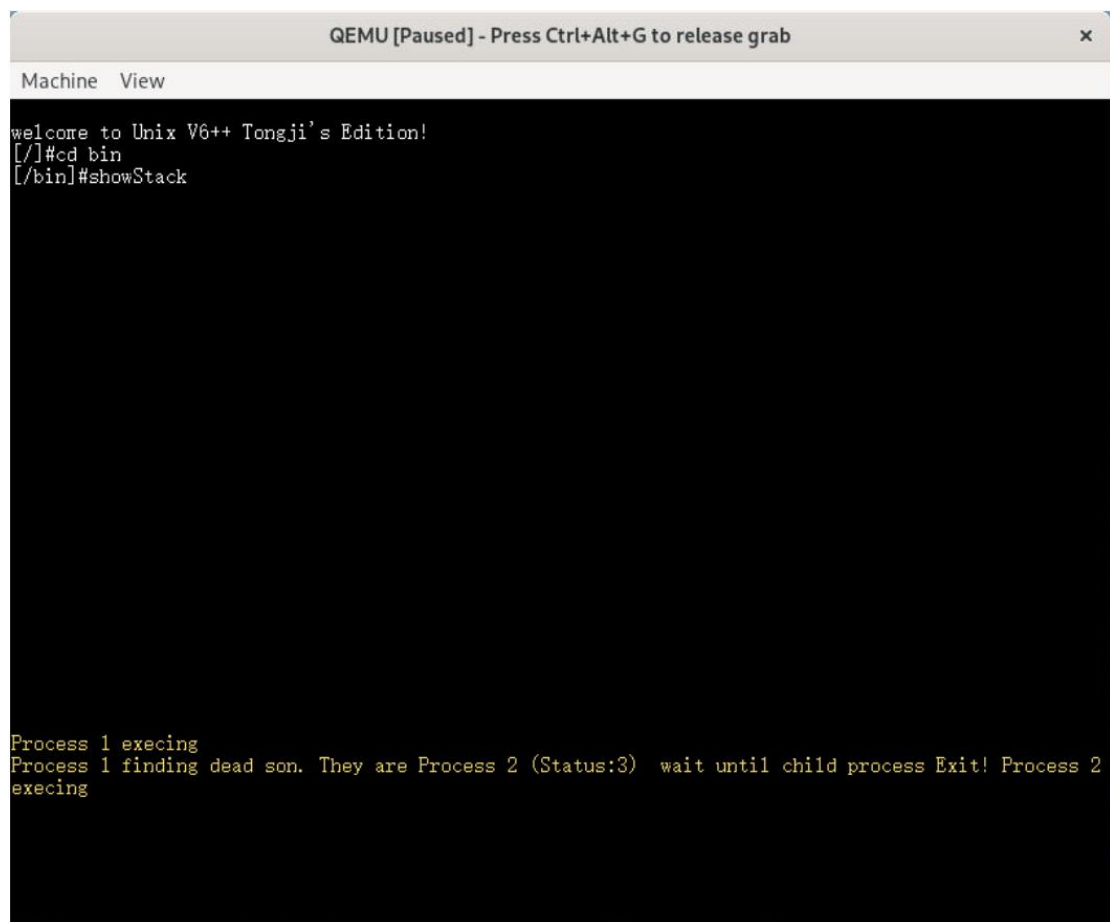 QEMU [Paused] - Press Ctrl+Alt+G to release grab
×
Machine View
welcome to Unix V6++ Tongji's Edition!
[/]#cd bin
[/bin]#showStack
Process 1 execing
Process 1 finding dead son. They are Process 2 (Status:3) wait until child process Exit! Process 2
execing